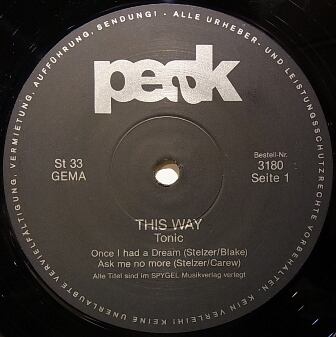 ALLE URHEBER- UND LEISTUNGSSCHUTZRECHTE VORBEHALTEN. KEIN VERLEIH! KEINE UNERLAUBTE VERVIELFÄLTIGUNG, VERMIETUNG, AUFFÜHRUNG, SENDUNG! -
peak
St 33
GEMA
Bestell-Nr.
3180
Seite 1
THIS WAY
Tonic
Once I had a Dream (Stelzer/Blake)
Ask me no more (Stelzer/Carew)
Alle Titel sind im SPYGEL Musikverlag verlegt